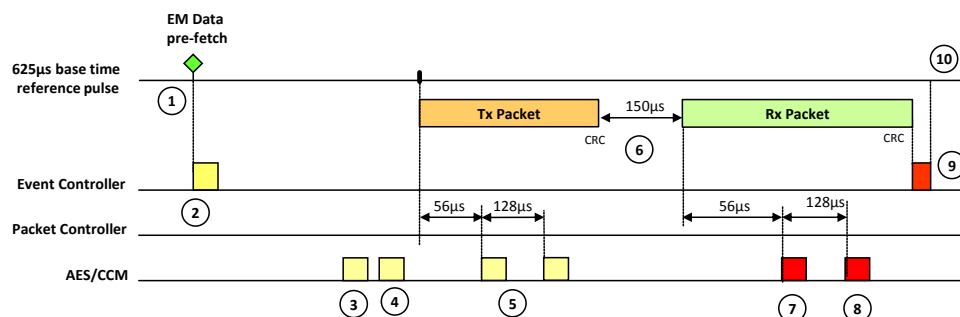 EM Data
pre-fetch
10
625µs base time
reference pulse
1
150µs
Tx Packet
Rx Packet
CRC
6
CRC
9
Event Controller
2
56µs
128µs
56µs
128µs
Packet Controller
AES/CCM
3
4
5
7
8